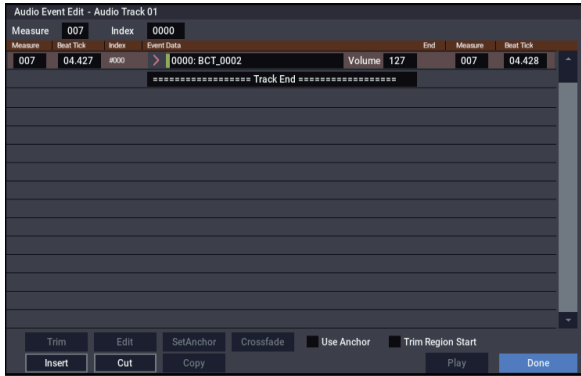 Audio Event Edit - Audio Track 01
Measure 007 Index 0000
Measure Beat Tick Index Event Data End Measure Beat Tick
007 04.427 #000 0000: BCT_0002 Volume 127 007 04.428
================== Track End ==================
Trim Edit SetAnchor Crossfade Use Anchor Trim Region Start
Insert Cut Copy Play Done